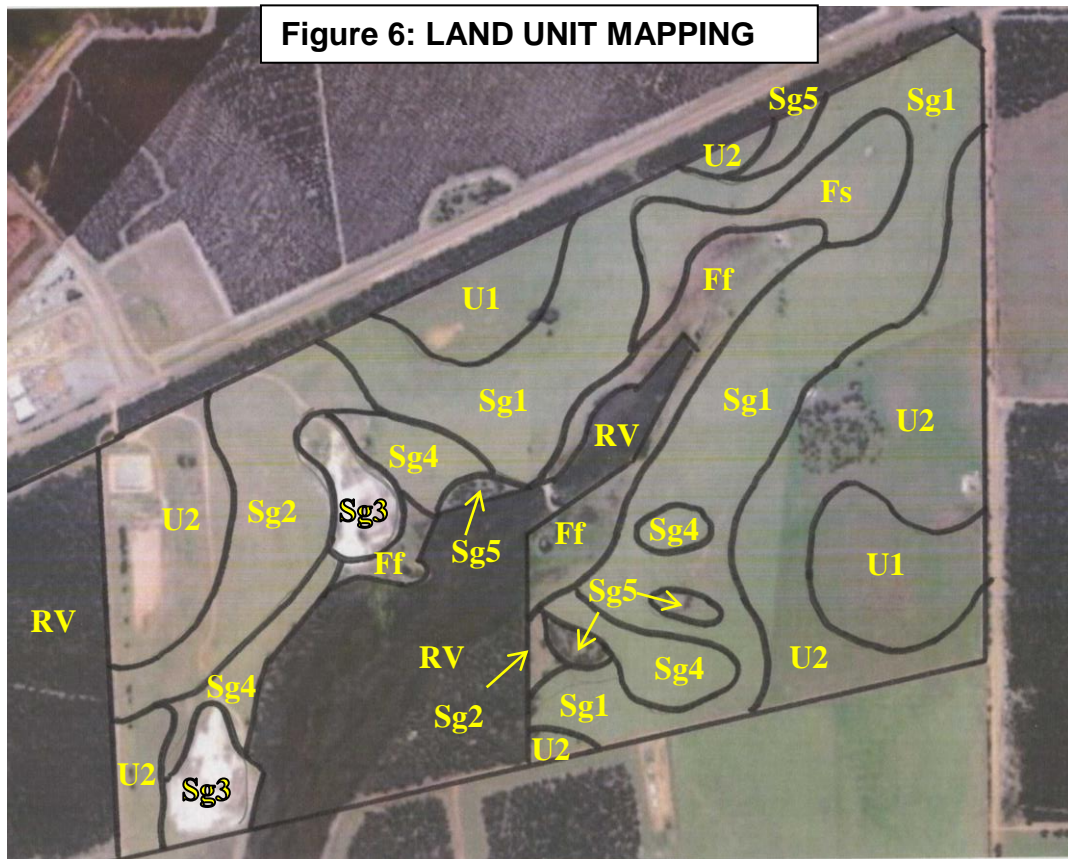 Figure 6: LAND UNIT MAPPING
Sg5
Sg1
U2
Fs
Ff
U1
Sg1
Sg1
RV
U2
Sg4
Sg3
Sg2
U2
Sg5
Ff
Ff
Sg4
U1
Sg5
RV
RV
U2
Sg4
Sg4
Sg2
Sg1
U2
U2
Sg3